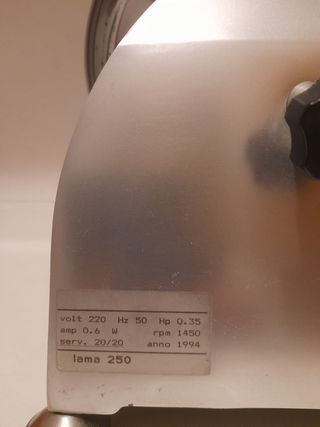 volt 220 Hz 50 Hp 0.35
amp 0.6 W rpm 1450
serv. 20/20 anno 1994
lama 250